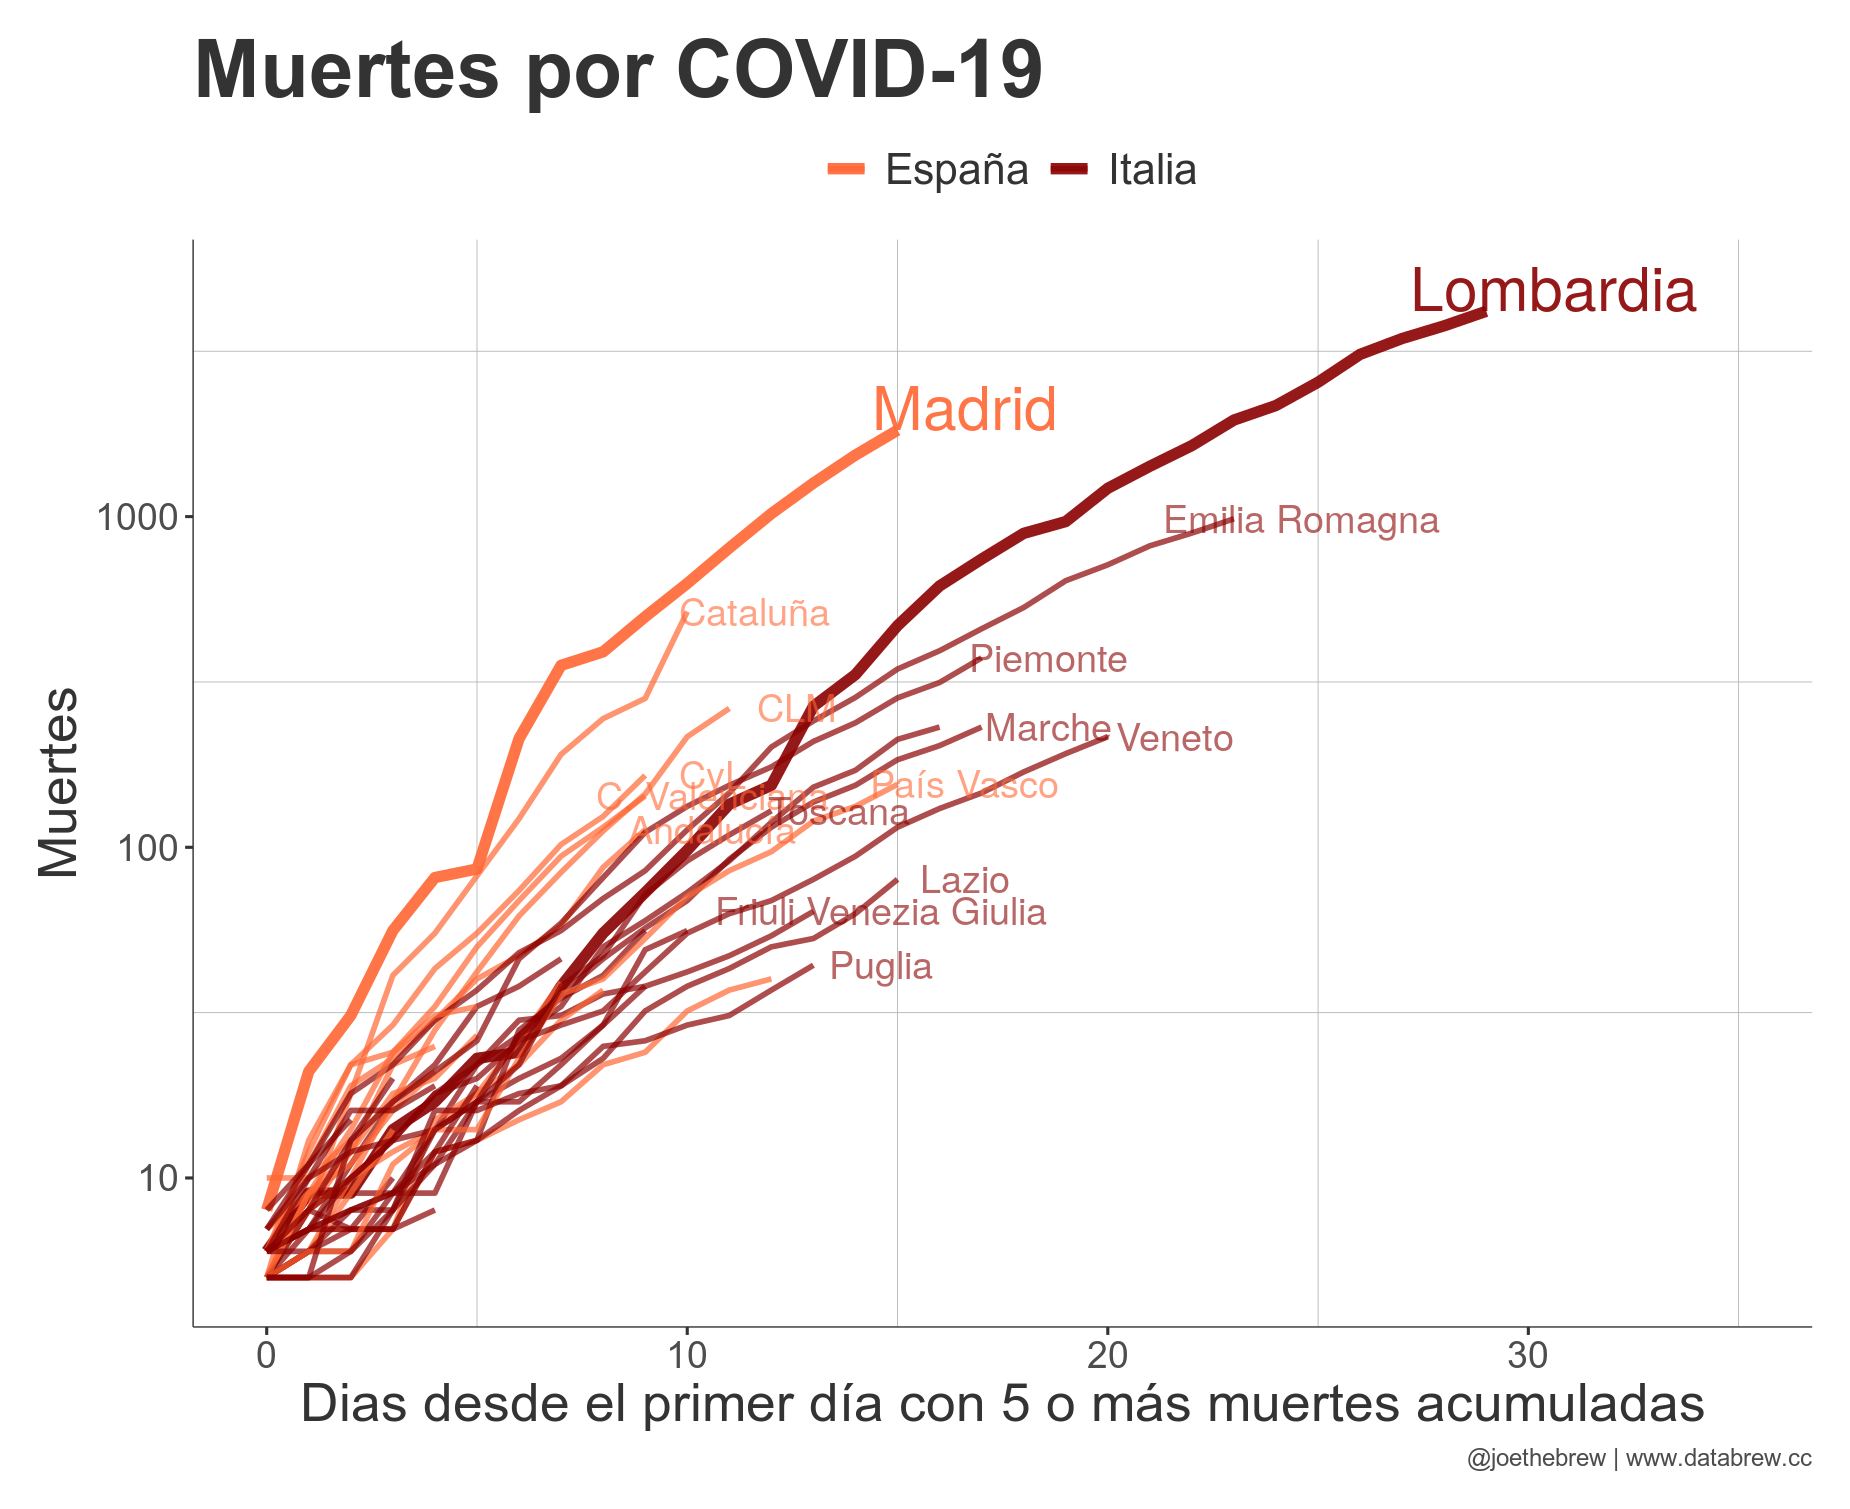 Muertes por COVID-19
España Italia
Lombardia
Madrid
1000
Emilia Romagna
Cataluña
Piemonte
CLM
Marche
Veneto
CyL
C. Valenciana
País Vasco
Toscana
Andalucía
100
Lazio
Friuli Venezia Giulia
Puglia
10
Muertes
0 10 20 30
Dias desde el primer día con 5 o más muertes acumuladas
@joethebrew | www.databrew.cc